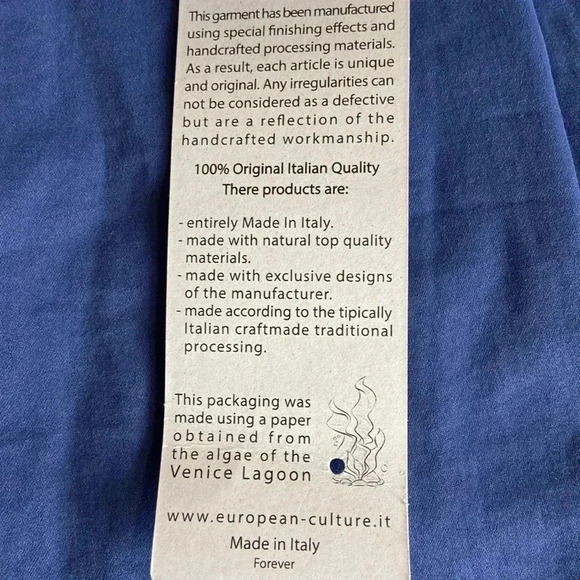 This garment has been manufactured
using special finishing effects and
handcrafted processing materials.
As a result, each article is unique
and original. Any irregularities can
not be considered as a defective
but are a reflection of the
handcrafted workmanship.
100% Original Italian Quality
There products are:
- entirely Made In Italy.
- made with natural top quality
materials.
- made with exclusive designs
of the manufacturer.
- made according to the tipically
Italian craftmade traditional
processing.
This packaging was
made using a paper
obtained from
the algae of the
Venice Lagoon
www.european-culture.it
Made in Italy
Forever